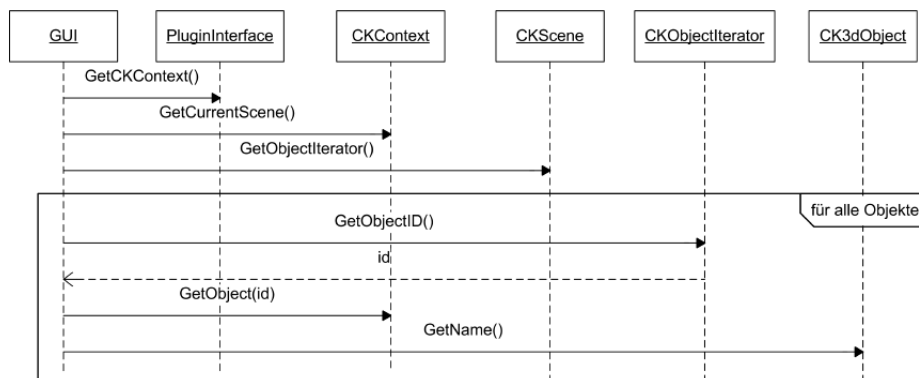 GUI
PluginInterface
CKContext
CKScene
CKObjectIterator
CK3dObject
GetCKContext()
GetCurrentScene()
GetObjectIterator()
für alle Objekte
GetObjectID()
id
GetObject(id)
GetName()